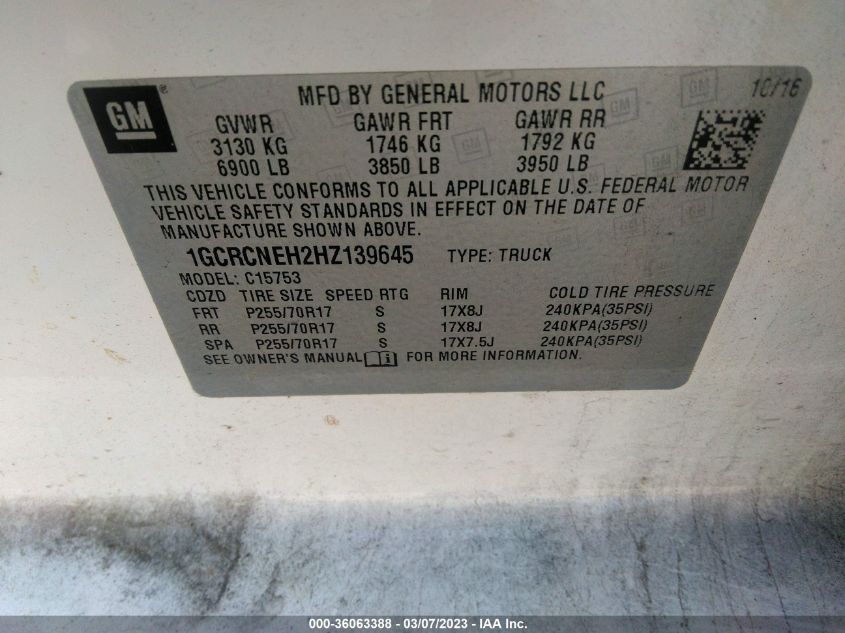 GM
®
MFD BY GENERAL MOTORS LLC
10/16
GVWR GAWR FRT GAWR RR
3130 KG 1746 KG 1792 KG
6900 LB 3850 LB 3950 LB
THIS VEHICLE CONFORMS TO ALL APPLICABLE U.S. FEDERAL MOTOR
VEHICLE SAFETY STANDARDS IN EFFECT ON THE DATE OF
MANUFACTURE SHOWN ABOVE.
1GCRCNEH2HZ139645 TYPE: TRUCK
MODEL: C15753
CDZD TIRE SIZE SPEED RTG RIM COLD TIRE PRESSURE
FRT P255/70R17 S 17X8J 240KPA(35PSI)
RR P255/70R17 S 17X8J 240KPA(35PSI)
SPA P255/70R17 S 17X7.5J 240KPA(35PSI)
SEE OWNER'S MANUAL i FOR MORE INFORMATION.
000-36063388 - 03/07/2023 - IAA Inc.